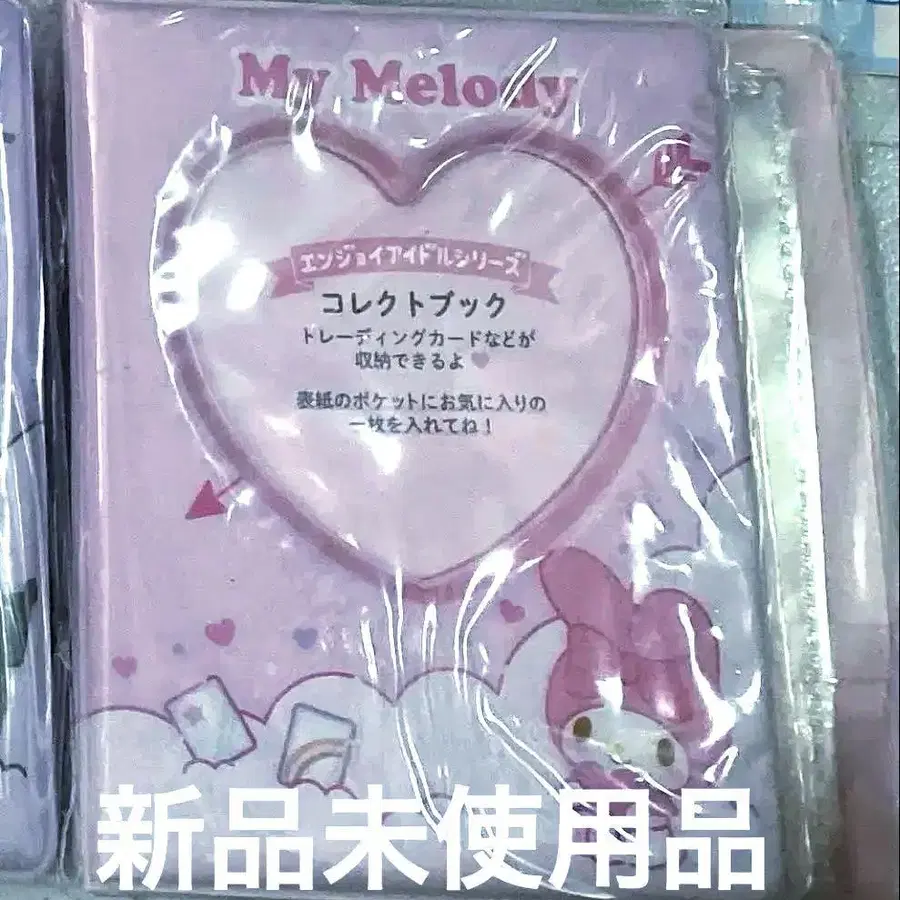 My Melody
エンジョイアイドルシリーズ
コレクトブック
トレーディングカードなどが
収納できるよ
表紙のポケットにお気に入りの
一枚を入れてね!
新品未使用品